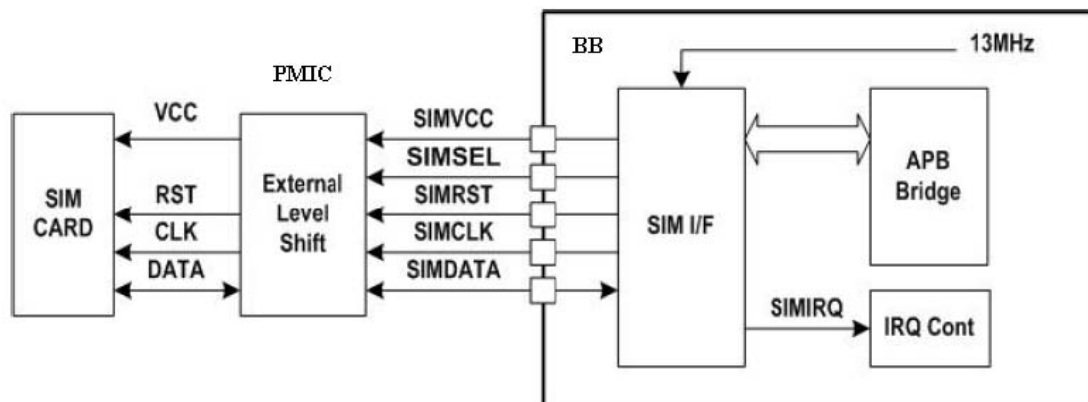 BB
13MHz
PMIC
VCC
SIMVCC
SIMSEL
SIM
CARD
RST
CLK
DATA
External
Level
Shift
SIMRST
SIMCLK
SIMDATA
SIM I/F
APB
Bridge
SIMIRQ
IRQ Cont